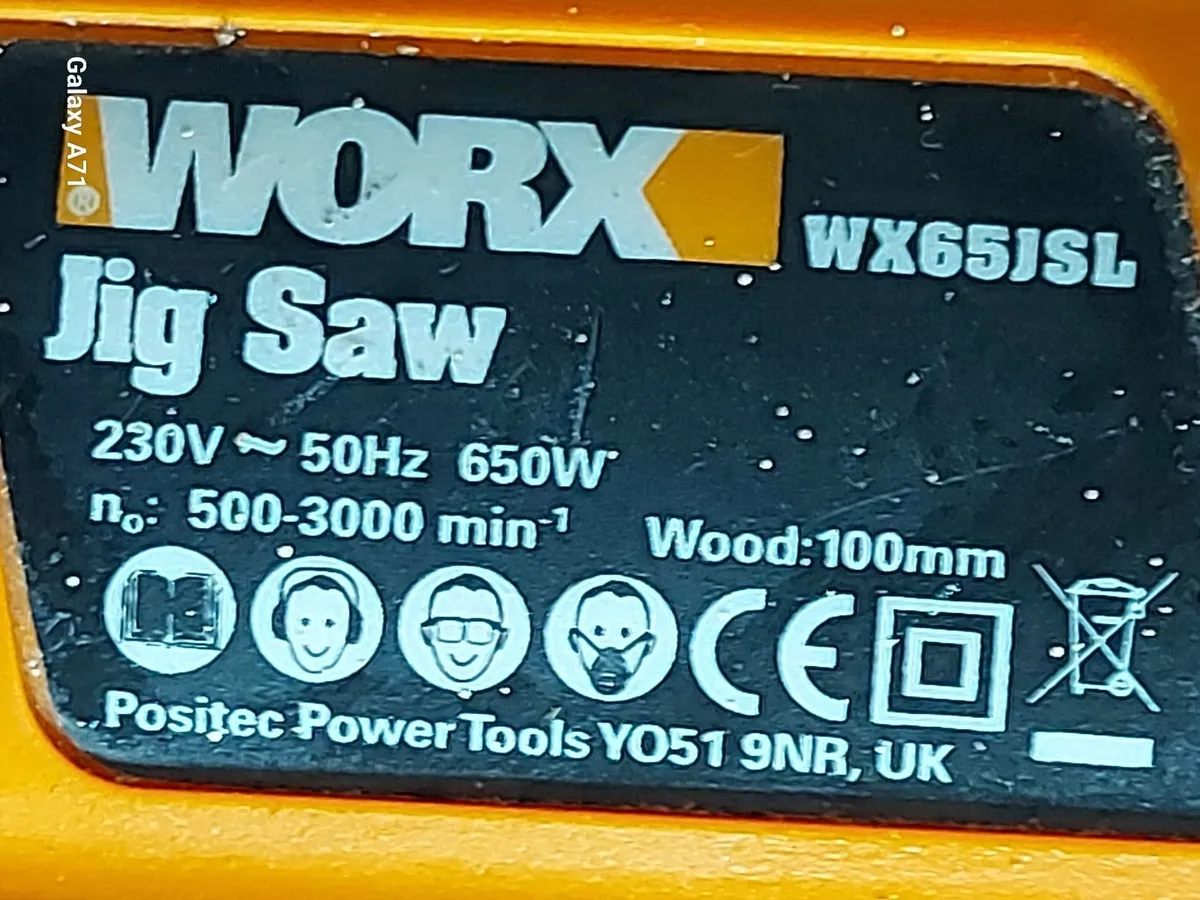 Galaxy A71
WORX®
WX65JSL
Jig Saw
230V ~ 50Hz 650W
n₀: 500-3000 min⁻¹ Wood:100mm
CE
Positec Power Tools YO51 9NR, UK